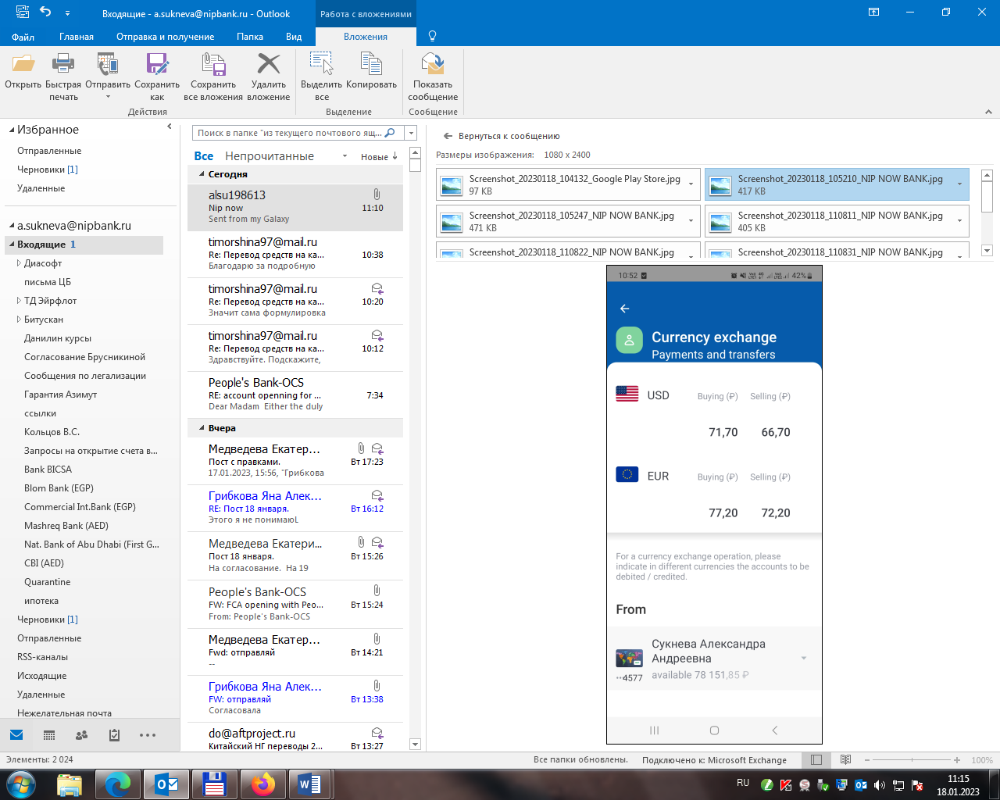 Входящие - a.sukneva@nipbank.ru - Outlook
Работа с вложениями
Файл
Главная
Отправка и получение
Папка
Вид
Вложения
Открыть
Быстрая печать
Отправить
Сохранить как
Сохранить все вложения
Удалить вложение
Выделить все
Копировать
Показать сообщение
Действия
Выделение
Сообщение
Избранное
Отправленные
Черновики [1]
Удаленные
a.sukneva@nipbank.ru
Входящие 1
Диасофт
письма ЦБ
ТД Эйрфлот
Битускан
Данилин курсы
Согласование Брусникиной
Сообщения по легализации
Гарантия Азимут
ссылки
Кольцов В.С.
Запросы на открытие счета в...
Bank BICSA
Blom Bank (EGP)
Commercial Int.Bank (EGP)
Mashreq Bank (AED)
Nat. Bank of Abu Dhabi (First G...
CBI (AED)
Quarantine
ипотека
Черновики [1]
Отправленные
RSS-каналы
Исходящие
Удаленные
Нежелательная почта
Поиск в папке "из текущего почтового ящ...
Все Непрочитанные Новые
Сегодня
alsu198613
Nip now 11:10
Sent from my Galaxy
timorshina97@mail.ru
Re: Перевод средств на ка... 10:38
Благодарю за подробную
timorshina97@mail.ru
Re: Перевод средств на ка... 10:20
Значит сама формулировка
timorshina97@mail.ru
Re: Перевод средств на ка... 10:12
Здравствуйте. Подскажите,
People's Bank-OCS
RE: account openning for ... 7:34
Dear Madam Either the duly
Вчера
Медведева Екатер...
Пост с правками. Вт 17:23
17.01.2023, 15:56, "Грибкова
Грибкова Яна Алек...
RE: Пост 18 января. Вт 16:12
Этого я не понимаюL
Медведева Екатери...
Пост 18 января. Вт 15:26
На согласование. На 19
People's Bank-OCS
FW: FCA opening with Peo... Вт 15:24
From: People's Bank-OCS
Медведева Екатер...
Fwd: отправляй Вт 14:21
--
Грибкова Яна Алек...
FW: отправляй Вт 13:38
Согласовала
do@aftproject.ru
Китайский НГ переводы 2... Вт 13:27
Вернуться к сообщению
Размеры изображения: 1080 x 2400
Screenshot_20230118_104132_Google Play Store.jpg
97 KB
Screenshot_20230118_105210_NIP NOW BANK.jpg
417 KB
Screenshot_20230118_105247_NIP NOW BANK.jpg
471 KB
Screenshot_20230118_110811_NIP NOW BANK.jpg
405 KB
Screenshot_20230118_110822_NIP NOW BANK.jpg
Screenshot_20230118_110831_NIP NOW BANK.jpg
10:52 42%
Currency exchange
Payments and transfers
USD Buying (₽) Selling (₽)
71,70 66,70
EUR Buying (₽) Selling (₽)
77,20 72,20
For a currency exchange operation, please
indicate in different currencies the accounts to be
debited / credited.
From
Сукнева Александра
Андреевна
··4577 available 78 151,85 ₽
Элементы: 2 024
Все папки обновлены.
Подключено к: Microsoft Exchange
100%
RU
11:15
18.01.2023